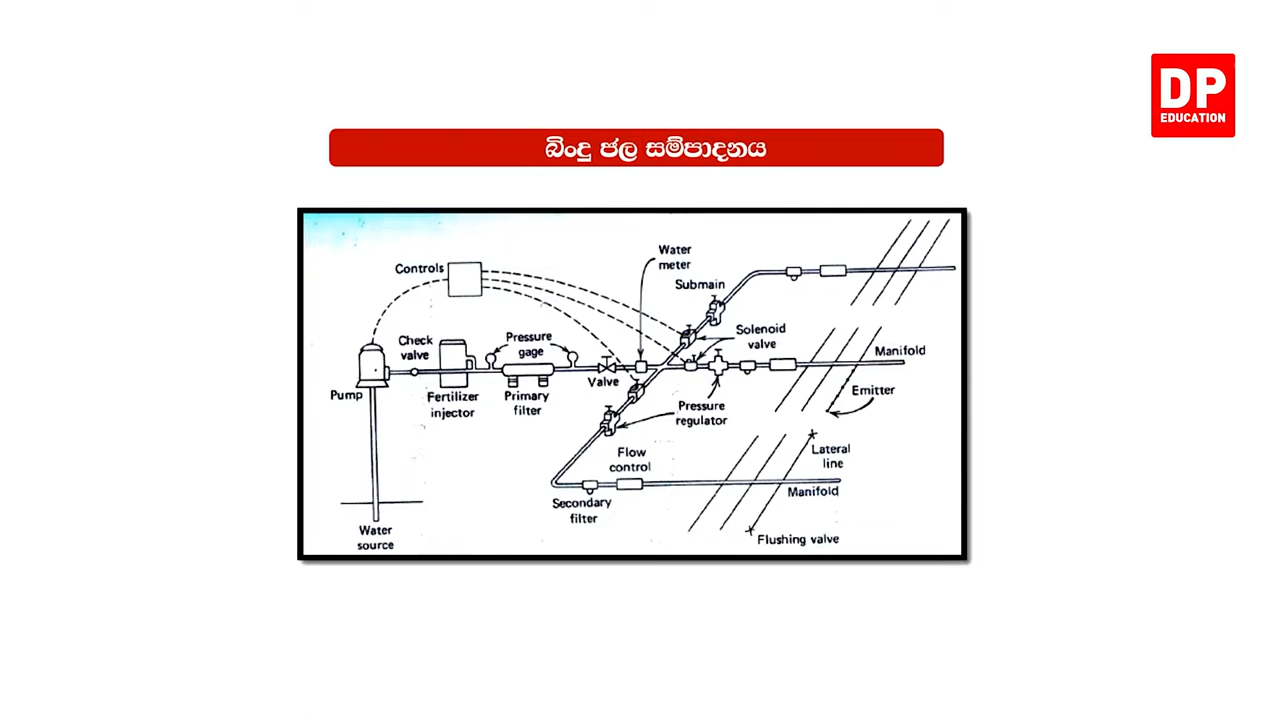 DP
EDUCATION
බිංදු ජල සම්පාදනය
Water
meter
Controls
Submain
Check
valve
Pressure
gage
Solenoid
valve
Manifold
Valve
Pump
Fertilizer
injector
Primary
filter
Pressure
regulator
Emitter
Flow
control
Lateral
line
Manifold
Secondary
filter
Water
source
Flushing valve